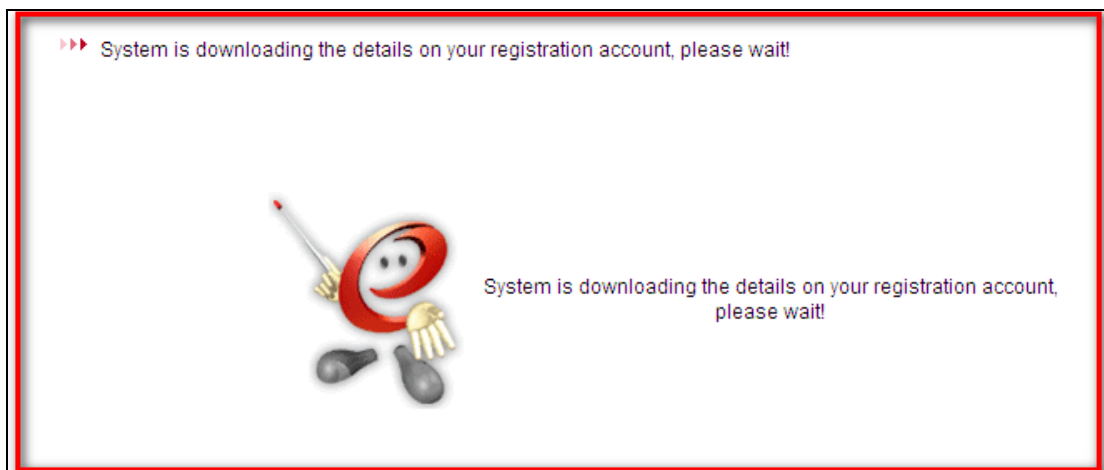 System is downloading the details on your registration account, please wait!
System is downloading the details on your registration account,
please wait!